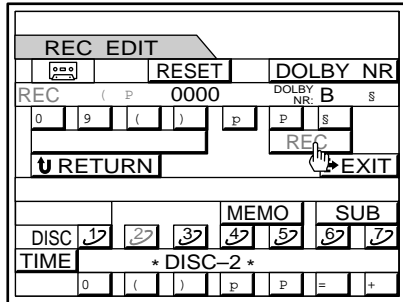 REC EDIT
RESET DOLBY NR
REC ( P 0000 DOLBY NR: B §
0 9 ( ) p P §
REC
RETURN EXIT
MEMO SUB
DISC 1 2 3 4 5 6 7
TIME * DISC–2 *
0 ( ) p P = +